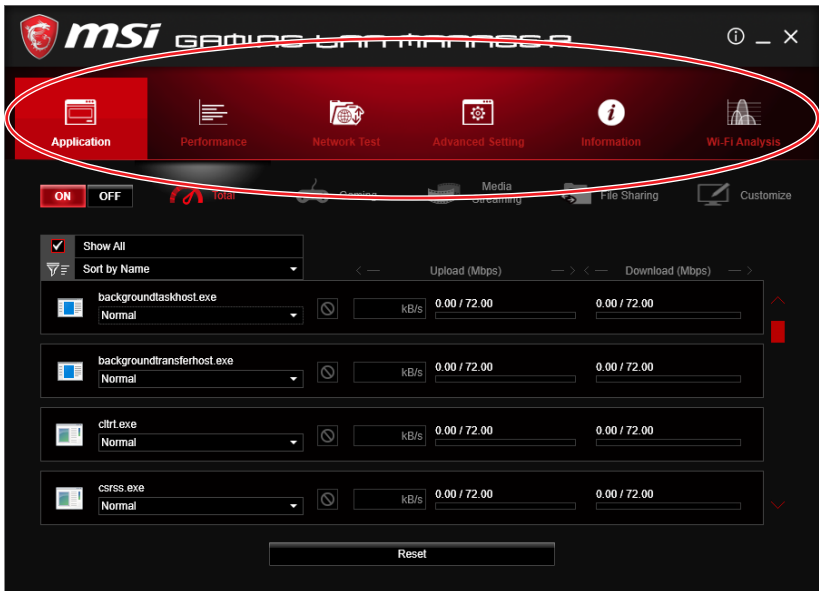 msi GAMING LAN MANAGER
Application Performance Network Test Advanced Setting Information Wi-Fi Analysis
ON OFF Total Gaming Media Streaming File Sharing Customize
Show All
Sort by Name Upload (Mbps) Download (Mbps)
backgroundtaskhost.exe
Normal kB/s 0.00 / 72.00 0.00 / 72.00
backgroundtransferhost.exe
Normal kB/s 0.00 / 72.00 0.00 / 72.00
cltrt.exe
Normal kB/s 0.00 / 72.00 0.00 / 72.00
csrss.exe
Normal kB/s 0.00 / 72.00 0.00 / 72.00
Reset